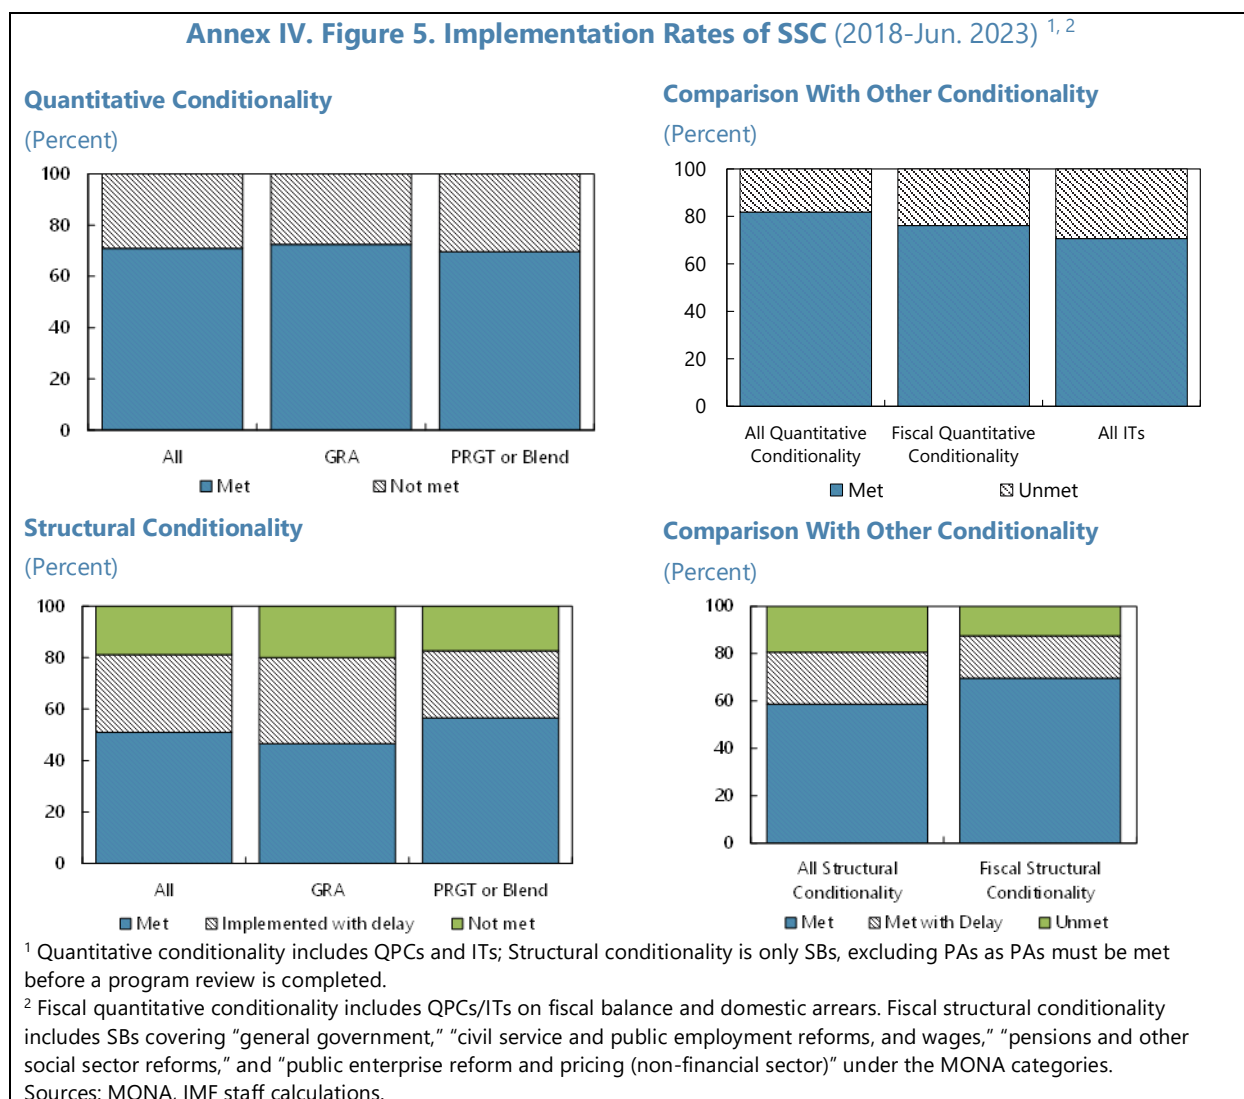 Annex IV. Figure 5. Implementation Rates of SSC (2018-Jun. 2023) 1, 2
Quantitative Conditionality
(Percent)
100
80
60
40
20
0
All GRA PRGT or Blend
Met Not met
Comparison With Other Conditionality
(Percent)
100
80
60
40
20
0
All Quantitative Fiscal Quantitative All ITs
Conditionality Conditionality
Met Unmet
Structural Conditionality
(Percent)
100
80
60
40
20
0
All GRA PRGT or Blend
Met Implemented with delay Not met
Comparison With Other Conditionality
(Percent)
100
80
60
40
20
0
All Structural Fiscal Structural
Conditionality Conditionality
Met Met with Delay Unmet
1 Quantitative conditionality includes QPCs and ITs; Structural conditionality is only SBs, excluding PAs as PAs must be met
before a program review is completed.
2 Fiscal quantitative conditionality includes QPCs/ITs on fiscal balance and domestic arrears. Fiscal structural conditionality
includes SBs covering “general government,” “civil service and public employment reforms, and wages,” “pensions and other
social sector reforms,” and “public enterprise reform and pricing (non-financial sector)” under the MONA categories.
Sources: MONA, IMF staff calculations.